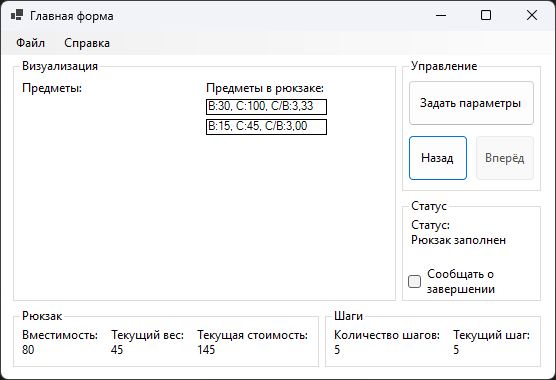 Главная форма
Файл Справка
Визуализация
Предметы:
Предметы в рюкзаке:
В:30, С:100, С/В:3,33
В:15, С:45, С/В:3,00
Управление
Задать параметры
Назад Вперёд
Статус
Статус:
Рюкзак заполнен
Сообщать о
завершении
Рюкзак
Вместимость: Текущий вес: Текущая стоимость:
80 45 145
Шаги
Количество шагов: Текущий шаг:
5 5